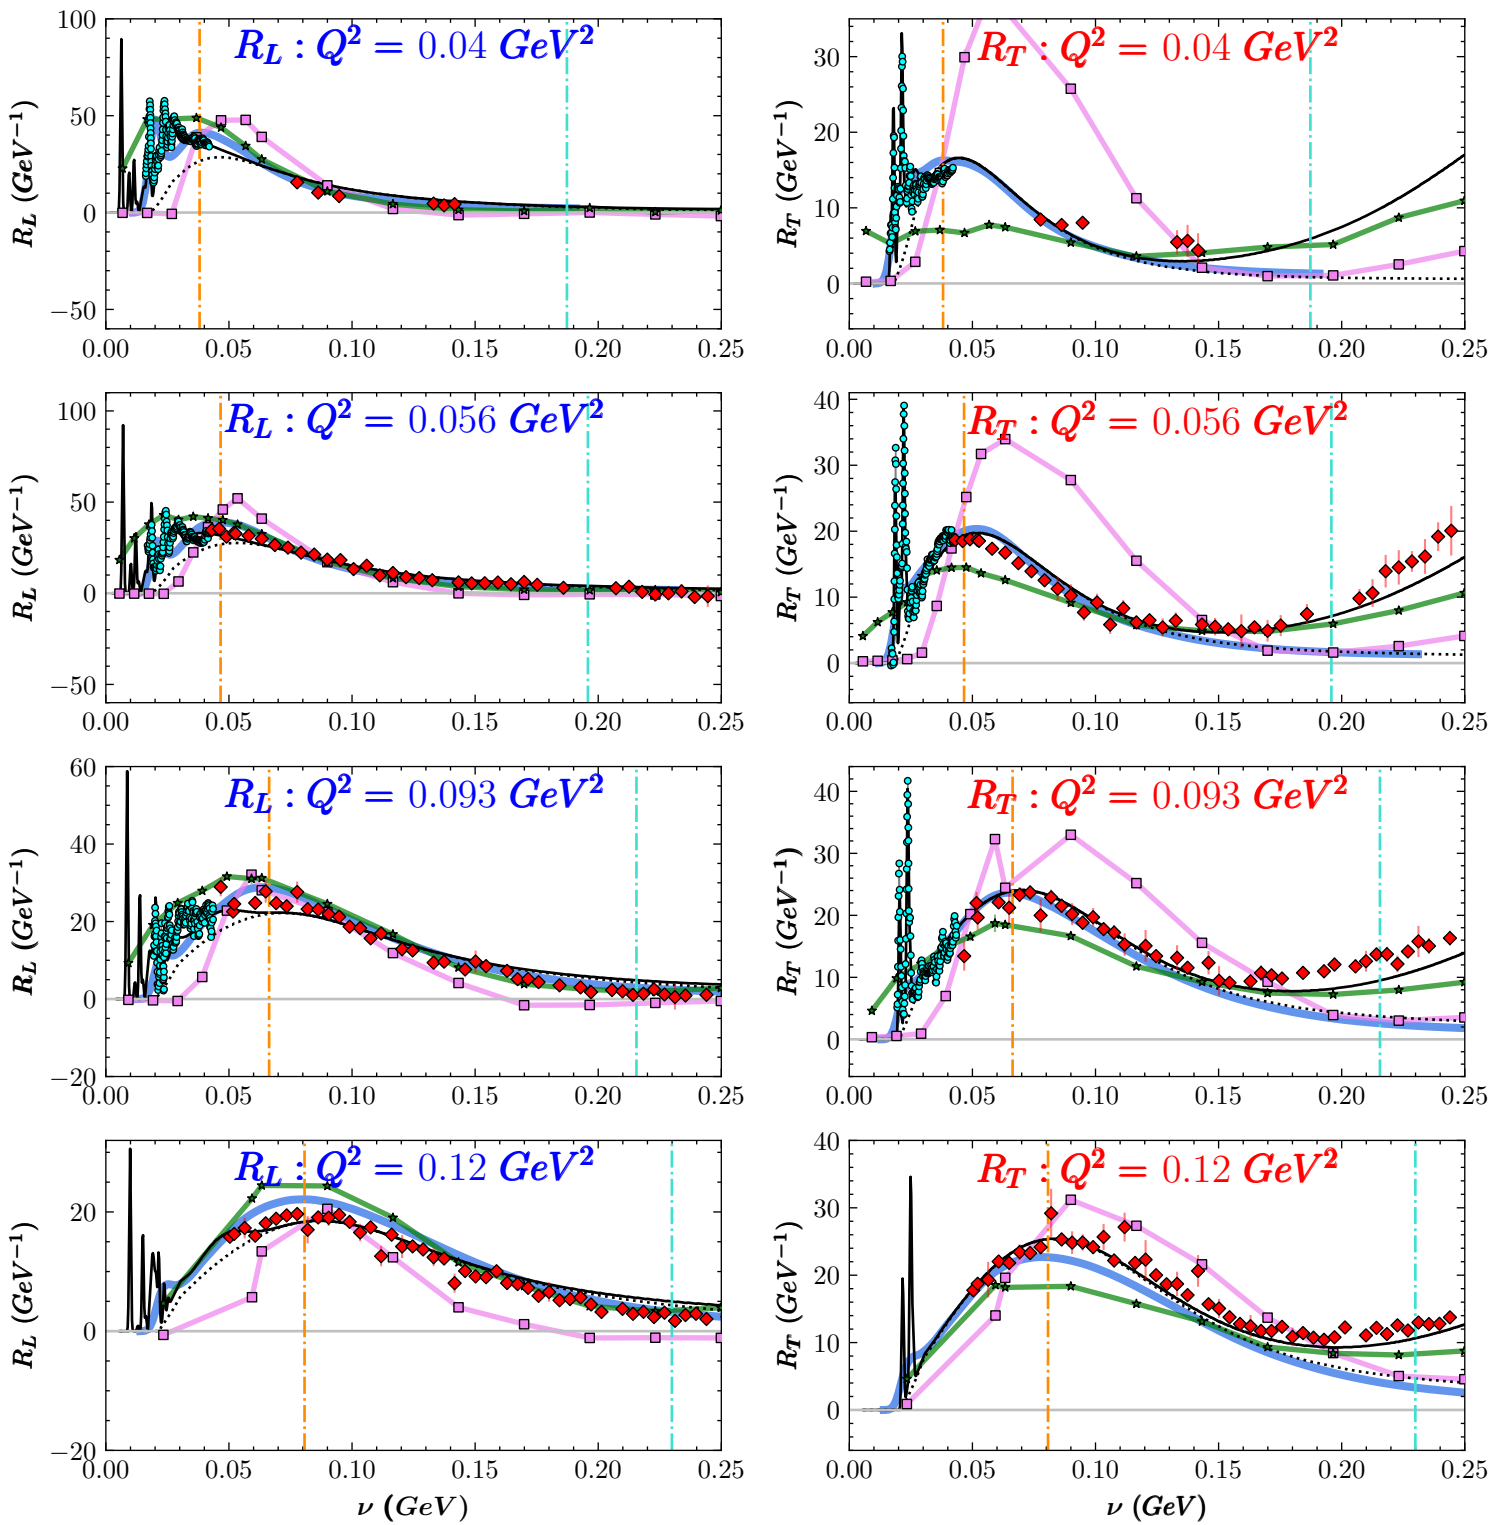 R_L : Q^2 = 0.04 GeV^2
R_L (GeV^{-1})
100
50
0
−50
0.00 0.05 0.10 0.15 0.20 0.25
R_T : Q^2 = 0.04 GeV^2
R_T (GeV^{-1})
30
20
10
0
0.00 0.05 0.10 0.15 0.20 0.25
R_L : Q^2 = 0.056 GeV^2
R_L (GeV^{-1})
100
50
0
−50
0.00 0.05 0.10 0.15 0.20 0.25
R_T : Q^2 = 0.056 GeV^2
R_T (GeV^{-1})
40
30
20
10
0
0.00 0.05 0.10 0.15 0.20 0.25
R_L : Q^2 = 0.093 GeV^2
R_L (GeV^{-1})
60
40
20
0
−20
0.00 0.05 0.10 0.15 0.20 0.25
R_T : Q^2 = 0.093 GeV^2
R_T (GeV^{-1})
40
30
20
10
0
0.00 0.05 0.10 0.15 0.20 0.25
R_L : Q^2 = 0.12 GeV^2
R_L (GeV^{-1})
20
0
−20
0.00 0.05 0.10 0.15 0.20 0.25
ν (GeV)
R_T : Q^2 = 0.12 GeV^2
R_T (GeV^{-1})
40
30
20
10
0
0.00 0.05 0.10 0.15 0.20 0.25
ν (GeV)